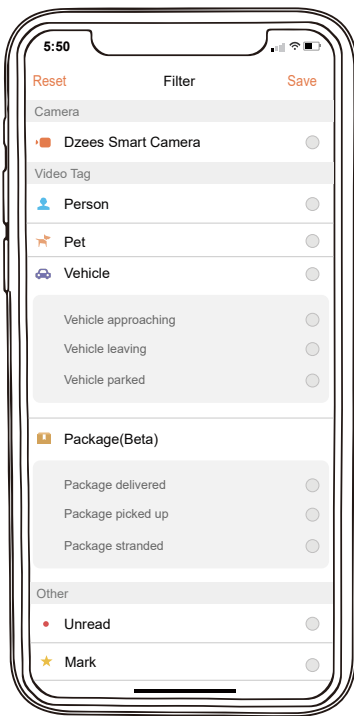 5:50
Reset Filter Save
Camera
Dzees Smart Camera
Video Tag
Person
Pet
Vehicle
Vehicle approaching
Vehicle leaving
Vehicle parked
Package(Beta)
Package delivered
Package picked up
Package stranded
Other
Unread
Mark